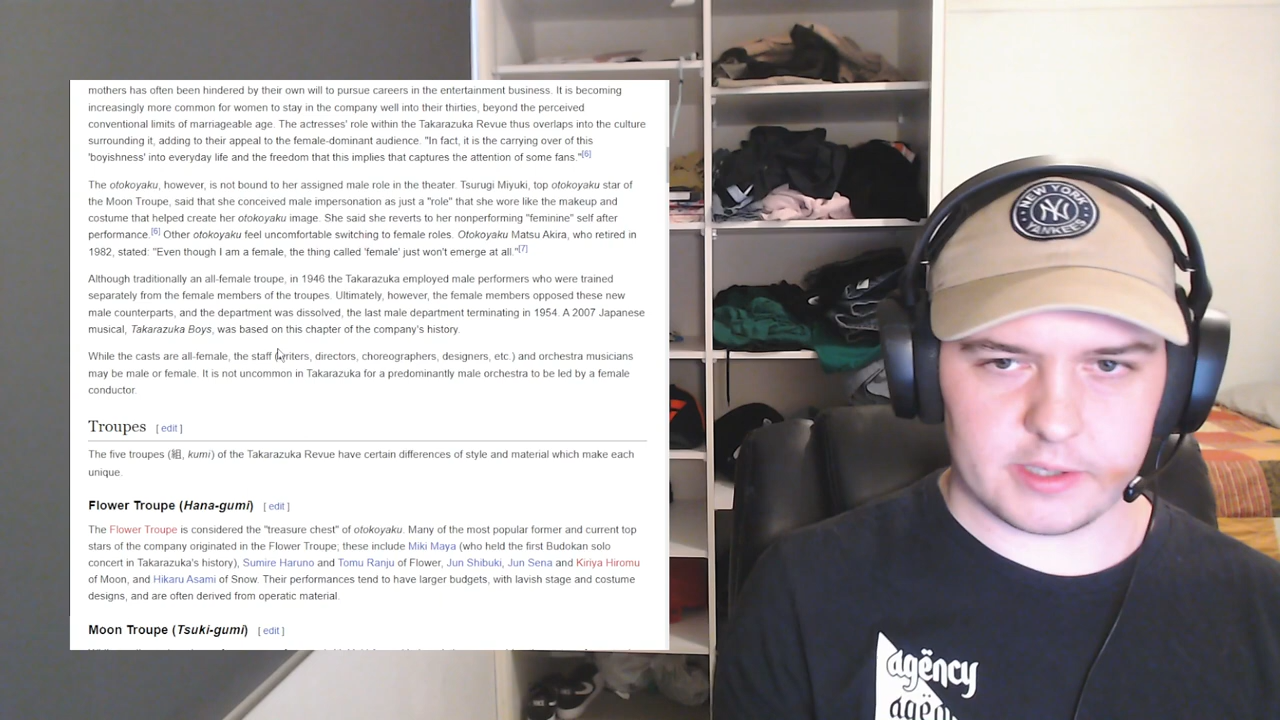 mothers has often been hindered by their own will to pursue careers in the entertainment business. It is becoming
increasingly more common for women to stay in the company well into their thirties, beyond the perceived
conventional limits of marriageable age. The actresses' role within the Takarazuka Revue thus overlaps into the culture
surrounding it, adding to their appeal to the female-dominant audience. "In fact, it is the carrying over of this
'boyishness' into everyday life and the freedom that this implies that captures the attention of some fans."[6]
The otokoyaku, however, is not bound to her assigned male role in the theater. Tsurugi Miyuki, top otokoyaku star of
the Moon Troupe, said that she conceived male impersonation as just a "role" that she wore like the makeup and
costume that helped create her otokoyaku image. She said she reverts to her nonperforming "feminine" self after
performance.[6] Other otokoyaku feel uncomfortable switching to female roles. Otokoyaku Matsu Akira, who retired in
1982, stated: "Even though I am a female, the thing called 'female' just won't emerge at all."[7]
Although traditionally an all-female troupe, in 1946 the Takarazuka employed male performers who were trained
separately from the female members of the troupes. Ultimately, however, the female members opposed these new
male counterparts, and the department was dissolved, the last male department terminating in 1954. A 2007 Japanese
musical, Takarazuka Boys, was based on this chapter of the company's history.
While the casts are all-female, the staff (writers, directors, choreographers, designers, etc.) and orchestra musicians
may be male or female. It is not uncommon in Takarazuka for a predominantly male orchestra to be led by a female
conductor.
Troupes [ edit ]
The five troupes (組, kumi) of the Takarazuka Revue have certain differences of style and material which make each
unique.
Flower Troupe (Hana-gumi) [ edit ]
The Flower Troupe is considered the "treasure chest" of otokoyaku. Many of the most popular former and current top
stars of the company originated in the Flower Troupe; these include Miki Maya (who held the first Budokan solo
concert in Takarazuka's history), Sumire Haruno and Tomu Ranju of Flower, Jun Shibuki, Jun Sena and Kiriya Hiromu
of Moon, and Hikaru Asami of Snow. Their performances tend to have larger budgets, with lavish stage and costume
designs, and are often derived from operatic material.
Moon Troupe (Tsuki-gumi) [ edit ]
NEW YORK
NY
YANKEES
agëncy
agën